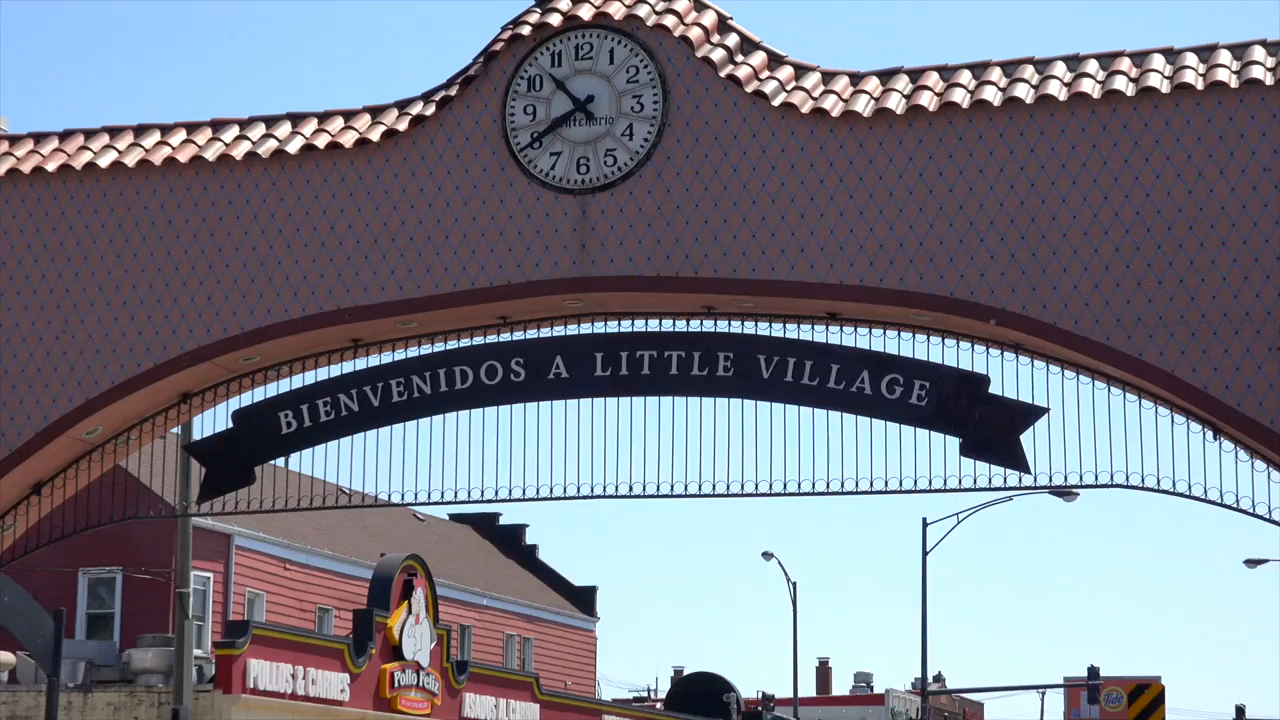 11 12 1
10 2
9 3
Centenario
8 4
7 6 5
BIENVENIDOS A LITTLE VILLAGE
Pollo Feliz
POLLOS & CARNES
ASADOS AL CARBON
Tide